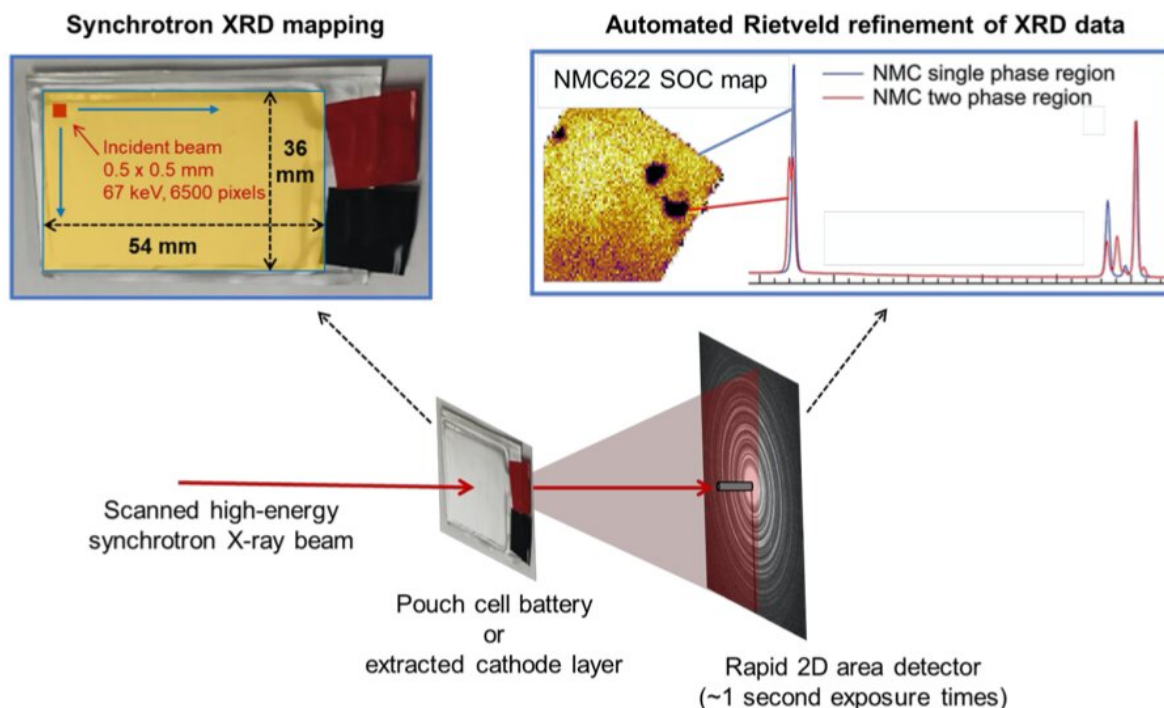 Synchrotron XRD mapping
Automated Rietveld refinement of XRD data
Incident beam
0.5 x 0.5 mm
67 keV, 6500 pixels
36
mm
54 mm
NMC622 SOC map
NMC single phase region
NMC two phase region
Scanned high-energy
synchrotron X-ray beam
Pouch cell battery
or
extracted cathode layer
Rapid 2D area detector
(~1 second exposure times)